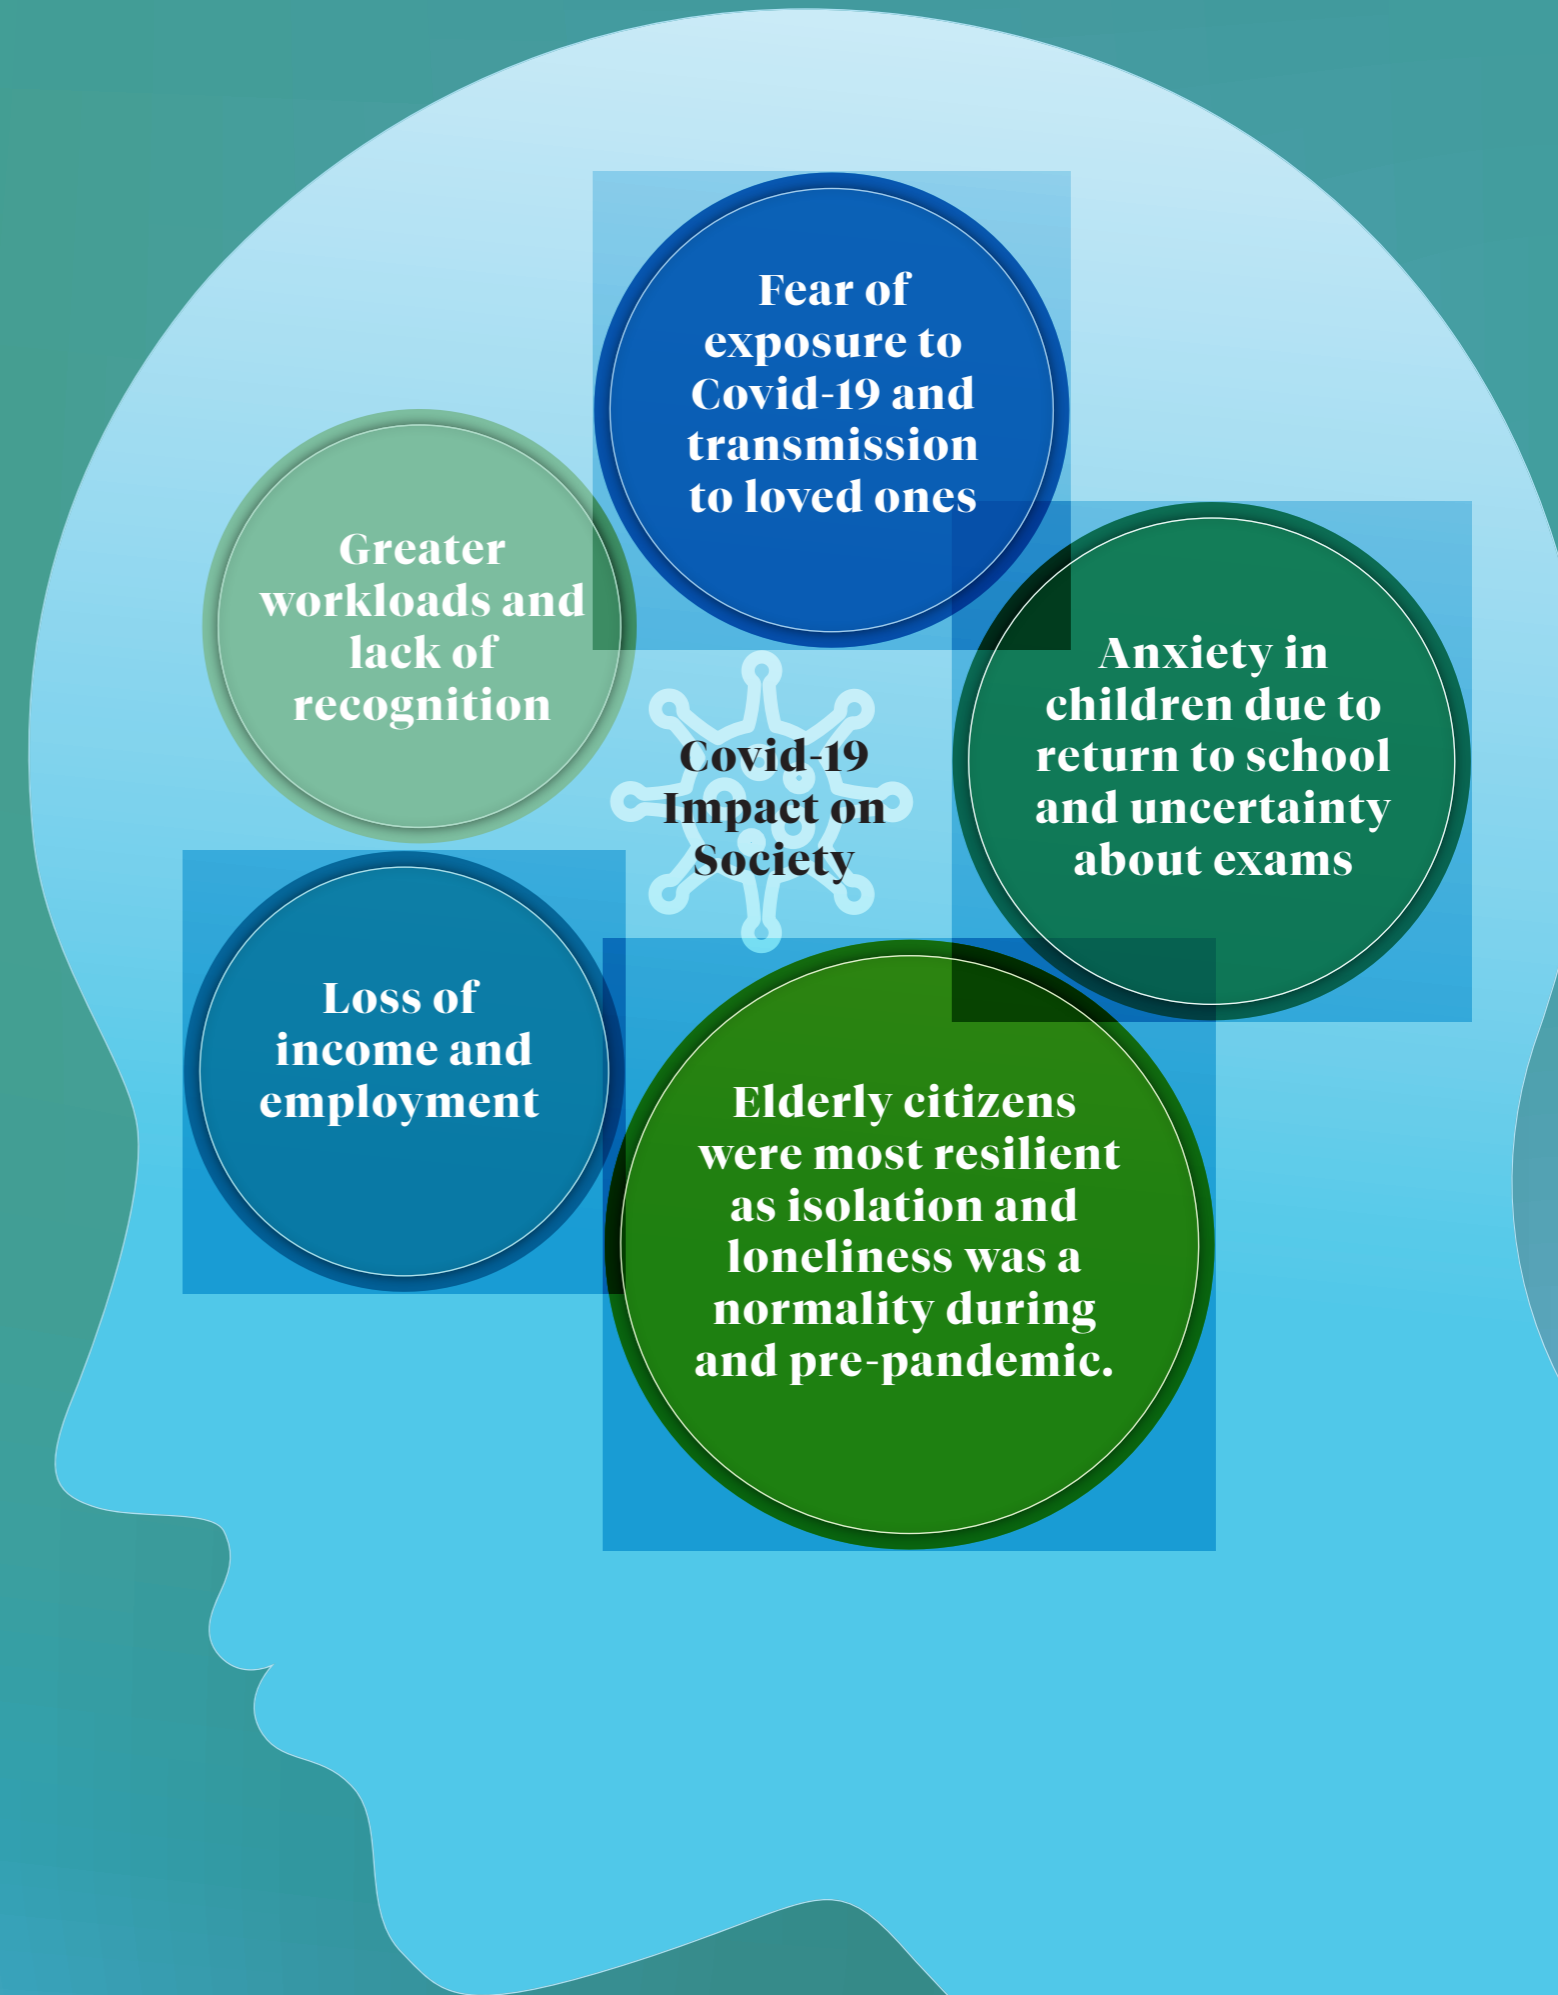 Fear of
exposure to
Covid-19 and
transmission
to loved ones
Greater
workloads and
lack of
recognition
Anxiety in
children due to
return to school
and uncertainty
about exams
Covid-19
Impact on
Society
Loss of
income and
employment
Elderly citizens
were most resilient
as isolation and
loneliness was a
normality during
and pre-pandemic.